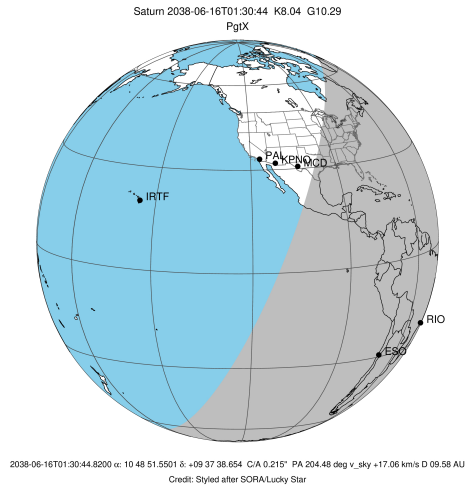 Saturn 2038-06-16T01:30:44 K8.04 G10.29
PgtX
PAL
KPNO
MCD
IRTF
RIO
ESO
2038-06-16T01:30:44.8200 α: 10 48 51.5501 δ: +09 37 38.654 C/A 0.215" PA 204.48 deg v_sky +17.06 km/s D 09.58 AU
Credit: Styled after SORA/Lucky Star